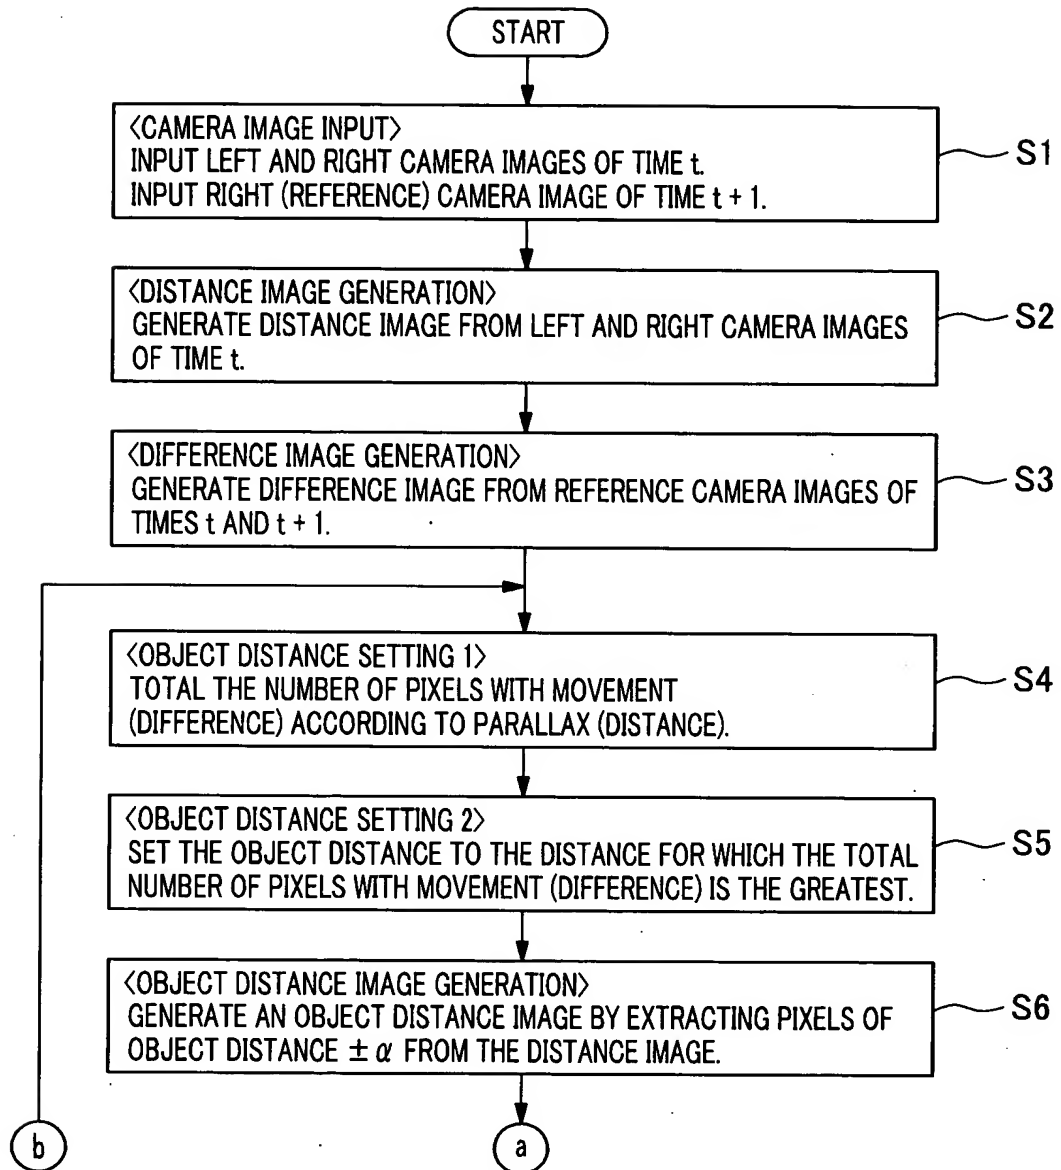 START
<CAMERA IMAGE INPUT>
INPUT LEFT AND RIGHT CAMERA IMAGES OF TIME t.
INPUT RIGHT (REFERENCE) CAMERA IMAGE OF TIME t + 1.
S1
<DISTANCE IMAGE GENERATION>
GENERATE DISTANCE IMAGE FROM LEFT AND RIGHT CAMERA IMAGES
OF TIME t.
S2
<DIFFERENCE IMAGE GENERATION>
GENERATE DIFFERENCE IMAGE FROM REFERENCE CAMERA IMAGES OF
TIMES t AND t + 1.
S3
<OBJECT DISTANCE SETTING 1>
TOTAL THE NUMBER OF PIXELS WITH MOVEMENT
(DIFFERENCE) ACCORDING TO PARALLAX (DISTANCE).
S4
<OBJECT DISTANCE SETTING 2>
SET THE OBJECT DISTANCE TO THE DISTANCE FOR WHICH THE TOTAL
NUMBER OF PIXELS WITH MOVEMENT (DIFFERENCE) IS THE GREATEST.
S5
<OBJECT DISTANCE IMAGE GENERATION>
GENERATE AN OBJECT DISTANCE IMAGE BY EXTRACTING PIXELS OF
OBJECT DISTANCE ± α FROM THE DISTANCE IMAGE.
S6
b
a